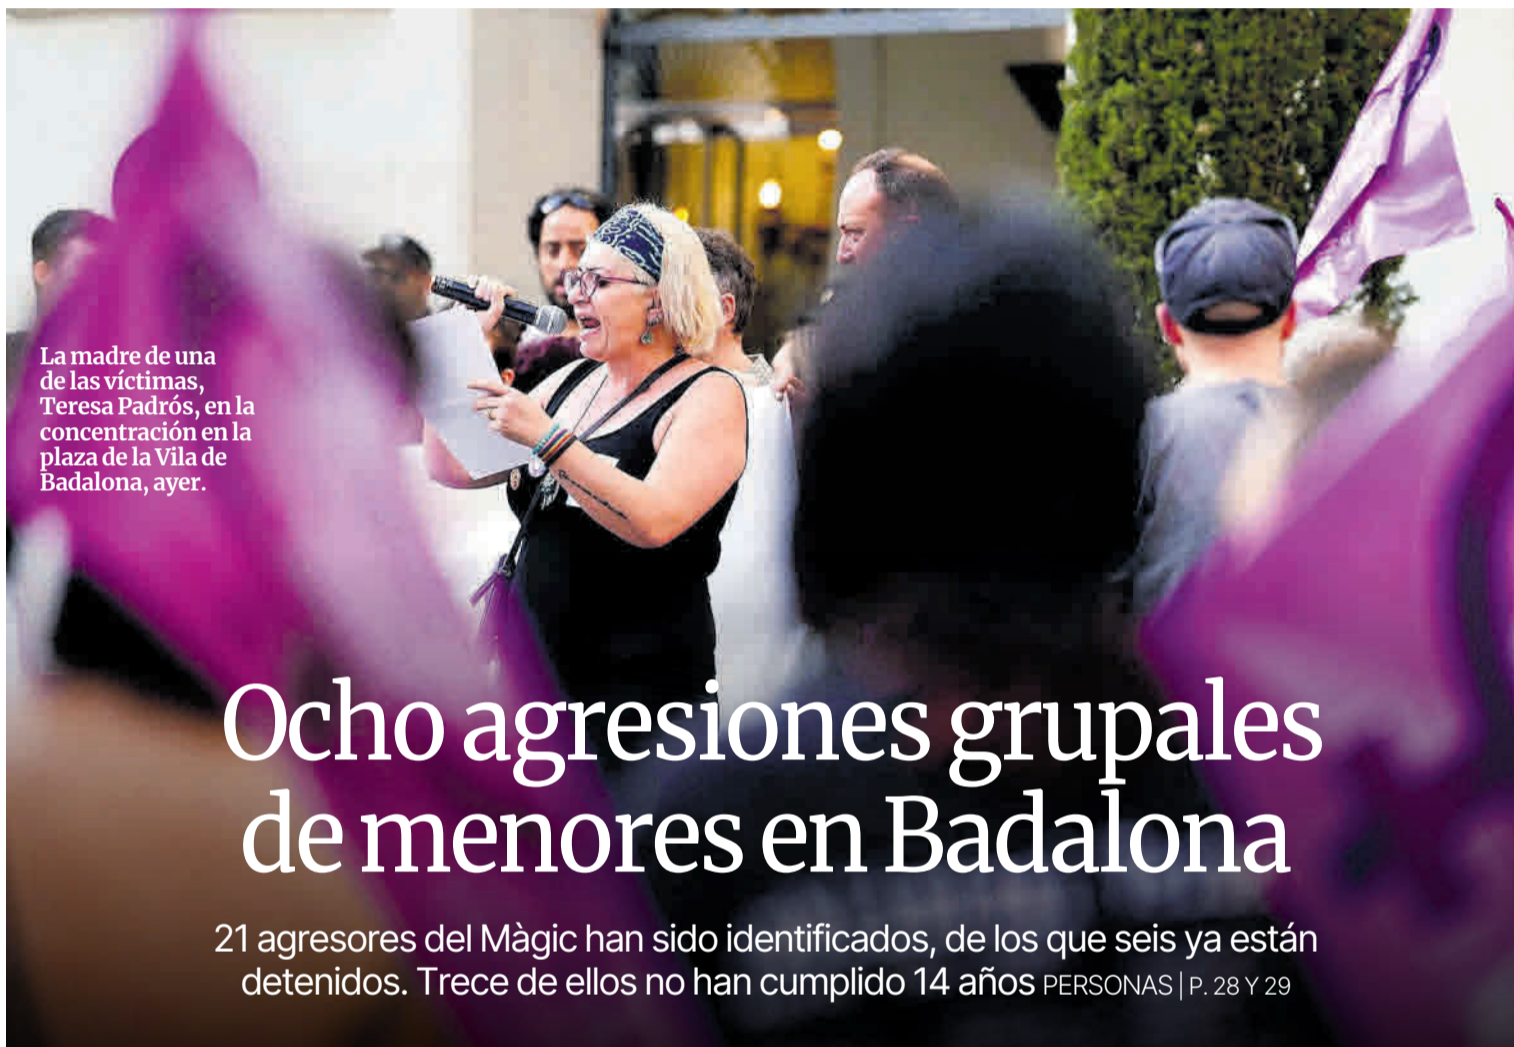 La madre de una
de las víctimas,
Teresa Padrós, en la
concentración en la
plaza de la Vila de
Badalona, ayer.
Ocho agresiones grupales
de menores en Badalona
21 agresores del Màgic han sido identificados, de los que seis ya están
detenidos. Trece de ellos no han cumplido 14 años PERSONAS | P. 28 Y 29